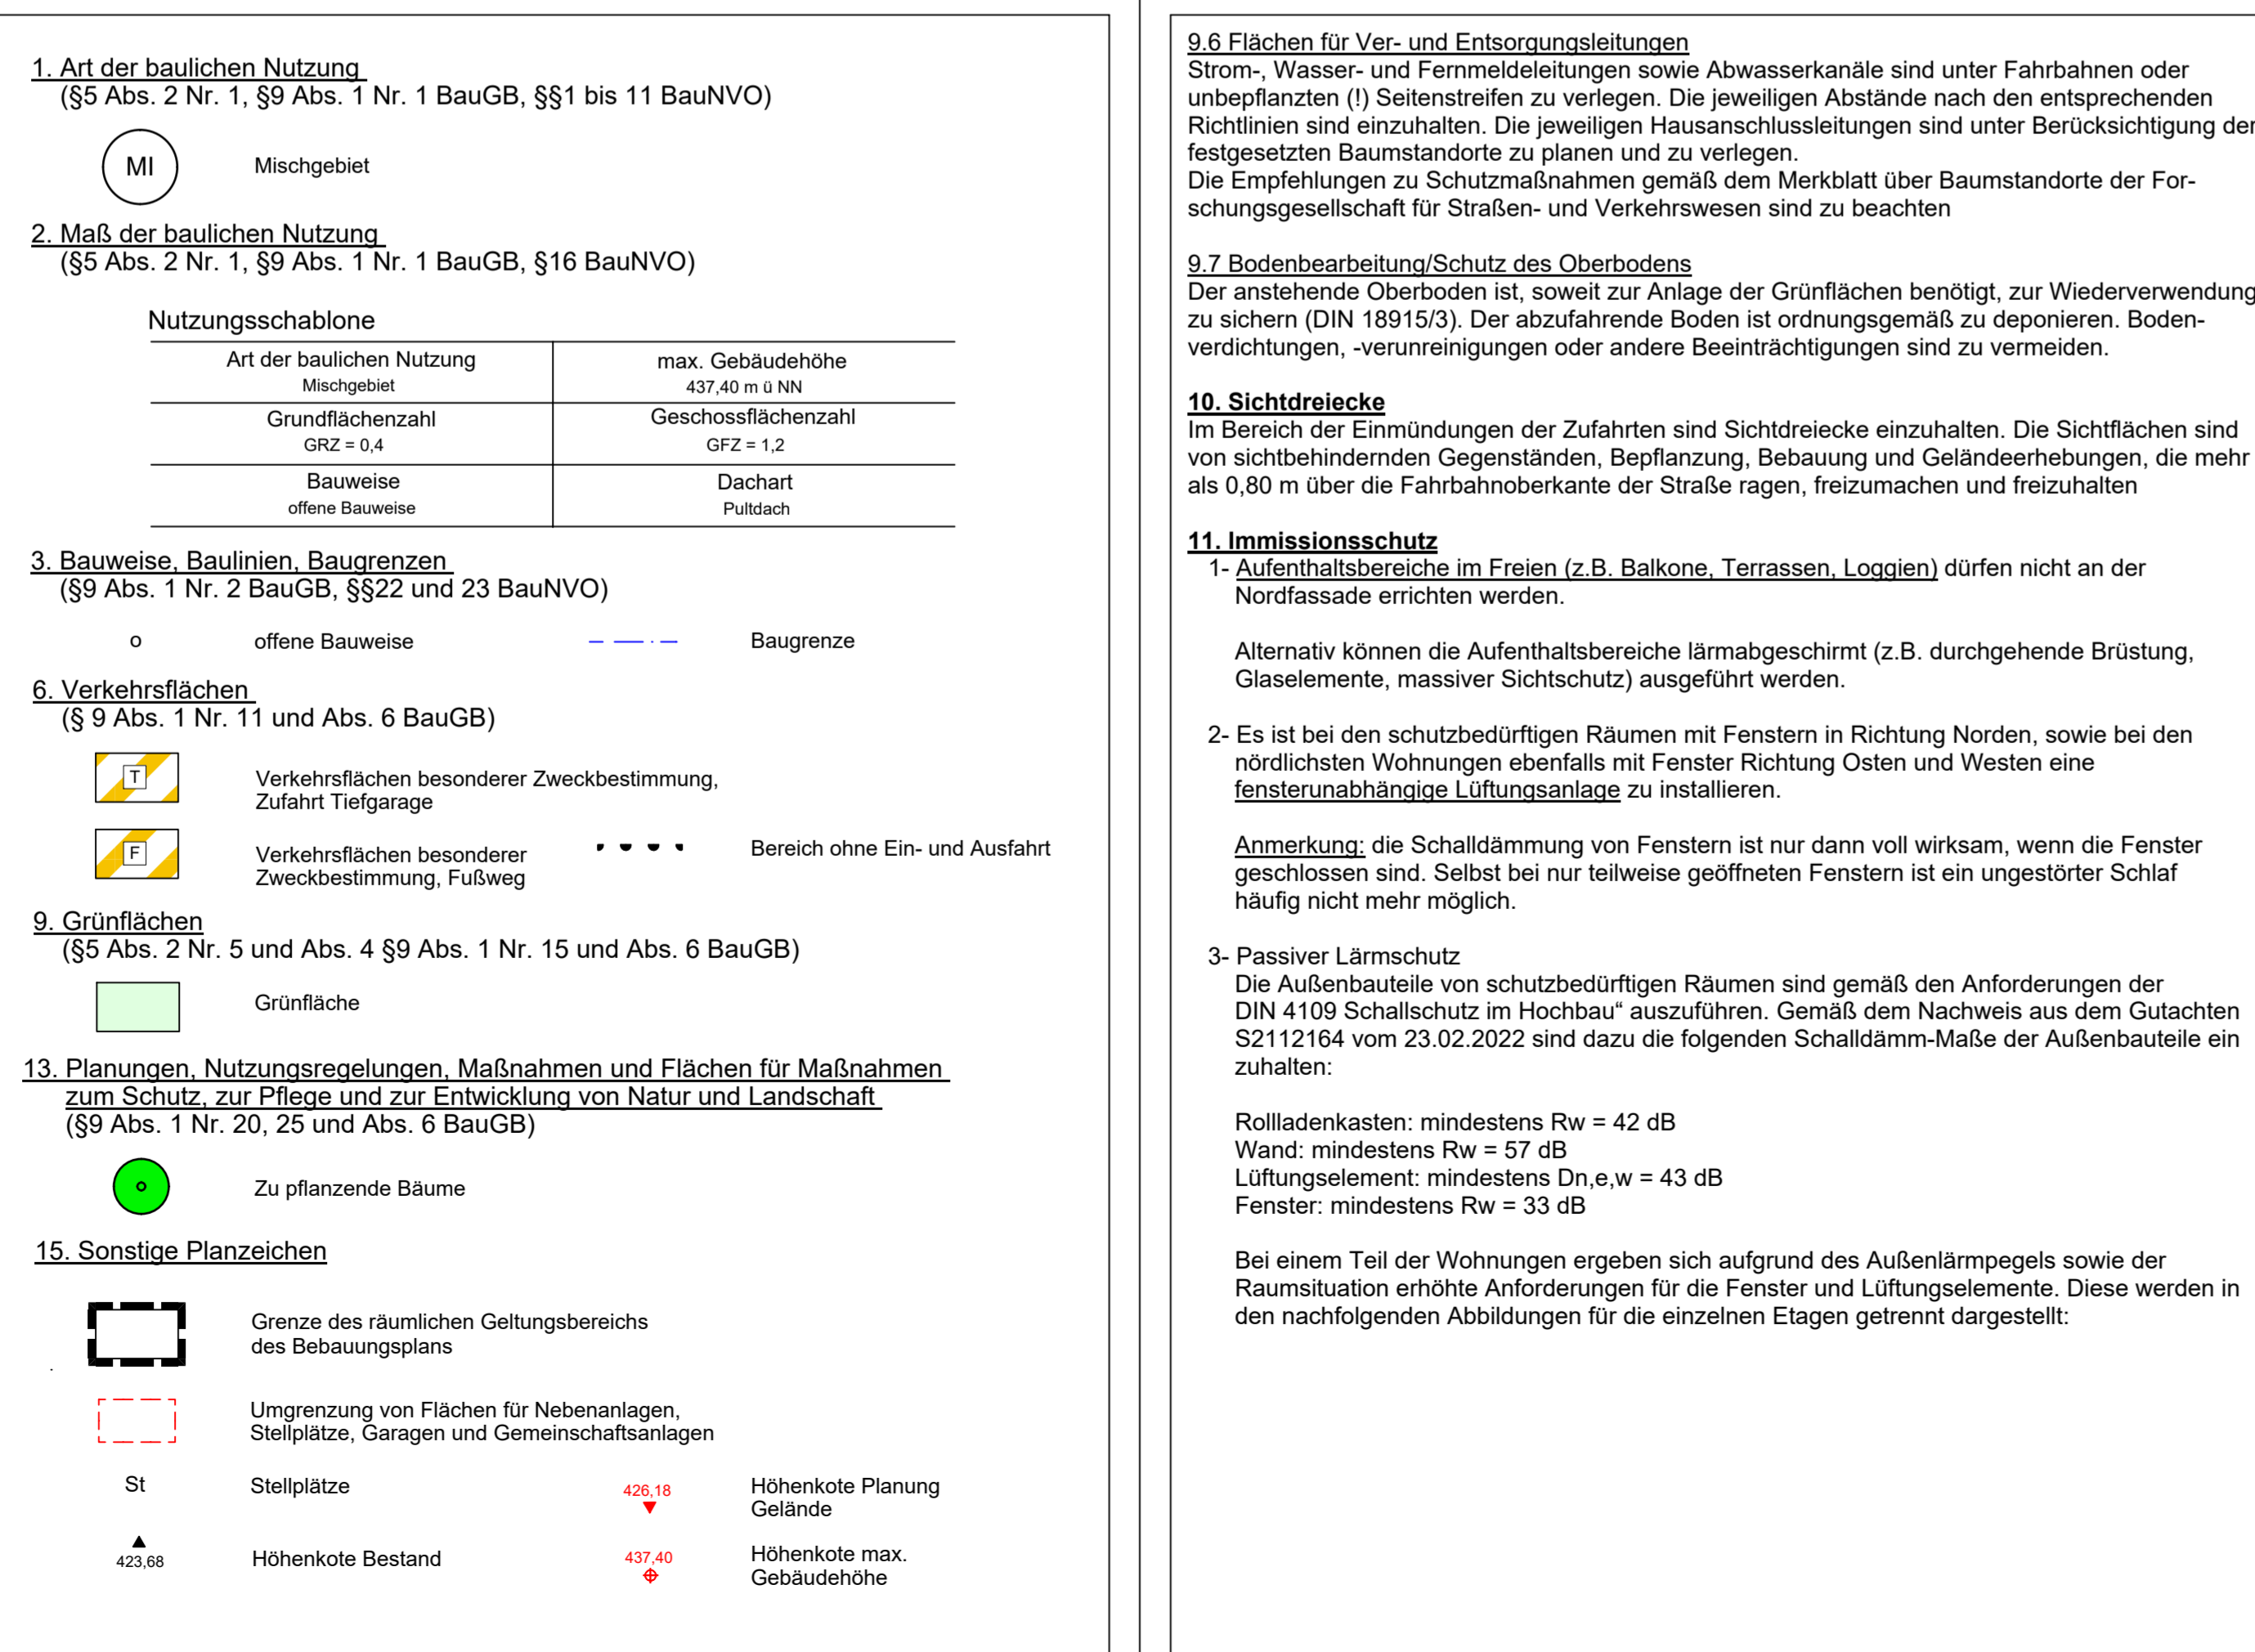 1. Art der baulichen Nutzung
(§5 Abs. 2 Nr. 1, §9 Abs. 1 Nr. 1 BauGB, §§1 bis 11 BauNVO)
MI
Mischgebiet
2. Maß der baulichen Nutzung
(§5 Abs. 2 Nr. 1, §9 Abs. 1 Nr. 1 BauGB, §16 BauNVO)
Nutzungsschablone
Art der baulichen Nutzung
Mischgebiet
max. Gebäudehöhe
437,40 m ü NN
Grundflächenzahl
GRZ = 0,4
Geschossflächenzahl
GFZ = 1,2
Bauweise
offene Bauweise
Dachart
Pultdach
3. Bauweise, Baulinien, Baugrenzen
(§9 Abs. 1 Nr. 2 BauGB, §§22 und 23 BauNVO)
o
offene Bauweise
Baugrenze
6. Verkehrsflächen
(§ 9 Abs. 1 Nr. 11 und Abs. 6 BauGB)
T
Verkehrsflächen besonderer Zweckbestimmung,
Zufahrt Tiefgarage
F
Verkehrsflächen besonderer
Zweckbestimmung, Fußweg
Bereich ohne Ein- und Ausfahrt
9. Grünflächen
(§5 Abs. 2 Nr. 5 und Abs. 4 §9 Abs. 1 Nr. 15 und Abs. 6 BauGB)
Grünfläche
13. Planungen, Nutzungsregelungen, Maßnahmen und Flächen für Maßnahmen
zum Schutz, zur Pflege und zur Entwicklung von Natur und Landschaft
(§9 Abs. 1 Nr. 20, 25 und Abs. 6 BauGB)
Zu pflanzende Bäume
15. Sonstige Planzeichen
Grenze des räumlichen Geltungsbereichs
des Bebauungsplans
Umgrenzung von Flächen für Nebenanlagen,
Stellplätze, Garagen und Gemeinschaftsanlagen
St
Stellplätze
426,18
Höhenkote Planung
Gelände
423,68
Höhenkote Bestand
437,40
Höhenkote max.
Gebäudehöhe
9.6 Flächen für Ver- und Entsorgungsleitungen
Strom-, Wasser- und Fernmeldeleitungen sowie Abwasserkanäle sind unter Fahrbahnen oder
unbepflanzten (!) Seitenstreifen zu verlegen. Die jeweiligen Abstände nach den entsprechenden
Richtlinien sind einzuhalten. Die jeweiligen Hausanschlussleitungen sind unter Berücksichtigung der
festgesetzten Baumstandorte zu planen und zu verlegen.
Die Empfehlungen zu Schutzmaßnahmen gemäß dem Merkblatt über Baumstandorte der For-
schungsgesellschaft für Straßen- und Verkehrswesen sind zu beachten
9.7 Bodenbearbeitung/Schutz des Oberbodens
Der anstehende Oberboden ist, soweit zur Anlage der Grünflächen benötigt, zur Wiederverwendung
zu sichern (DIN 18915/3). Der abzufahrende Boden ist ordnungsgemäß zu deponieren. Boden-
verdichtungen, -verunreinigungen oder andere Beeinträchtigungen sind zu vermeiden.
10. Sichtdreiecke
Im Bereich der Einmündungen der Zufahrten sind Sichtdreiecke einzuhalten. Die Sichtflächen sind
von sichtbehindernden Gegenständen, Bepflanzung, Bebauung und Geländeerhebungen, die mehr
als 0,80 m über die Fahrbahnoberkante der Straße ragen, freizumachen und freizuhalten
11. Immissionsschutz
1- Aufenthaltsbereiche im Freien (z.B. Balkone, Terrassen, Loggien) dürfen nicht an der
Nordfassade errichten werden.
Alternativ können die Aufenthaltsbereiche lärmabgeschirmt (z.B. durchgehende Brüstung,
Glaselemente, massiver Sichtschutz) ausgeführt werden.
2- Es ist bei den schutzbedürftigen Räumen mit Fenstern in Richtung Norden, sowie bei den
nördlichsten Wohnungen ebenfalls mit Fenster Richtung Osten und Westen eine
fensterunabhängige Lüftungsanlage zu installieren.
Anmerkung: die Schalldämmung von Fenstern ist nur dann voll wirksam, wenn die Fenster
geschlossen sind. Selbst bei nur teilweise geöffneten Fenstern ist ein ungestörter Schlaf
häufig nicht mehr möglich.
3- Passiver Lärmschutz
Die Außenbauteile von schutzbedürftigen Räumen sind gemäß den Anforderungen der
DIN 4109 Schallschutz im Hochbau“ auszuführen. Gemäß dem Nachweis aus dem Gutachten
S2112164 vom 23.02.2022 sind dazu die folgenden Schalldämm-Maße der Außenbauteile ein
zuhalten:
Rollladenkasten: mindestens Rw = 42 dB
Wand: mindestens Rw = 57 dB
Lüftungselement: mindestens Dn,e,w = 43 dB
Fenster: mindestens Rw = 33 dB
Bei einem Teil der Wohnungen ergeben sich aufgrund des Außenlärmpegels sowie der
Raumsituation erhöhte Anforderungen für die Fenster und Lüftungselemente. Diese werden in
den nachfolgenden Abbildungen für die einzelnen Etagen getrennt dargestellt: